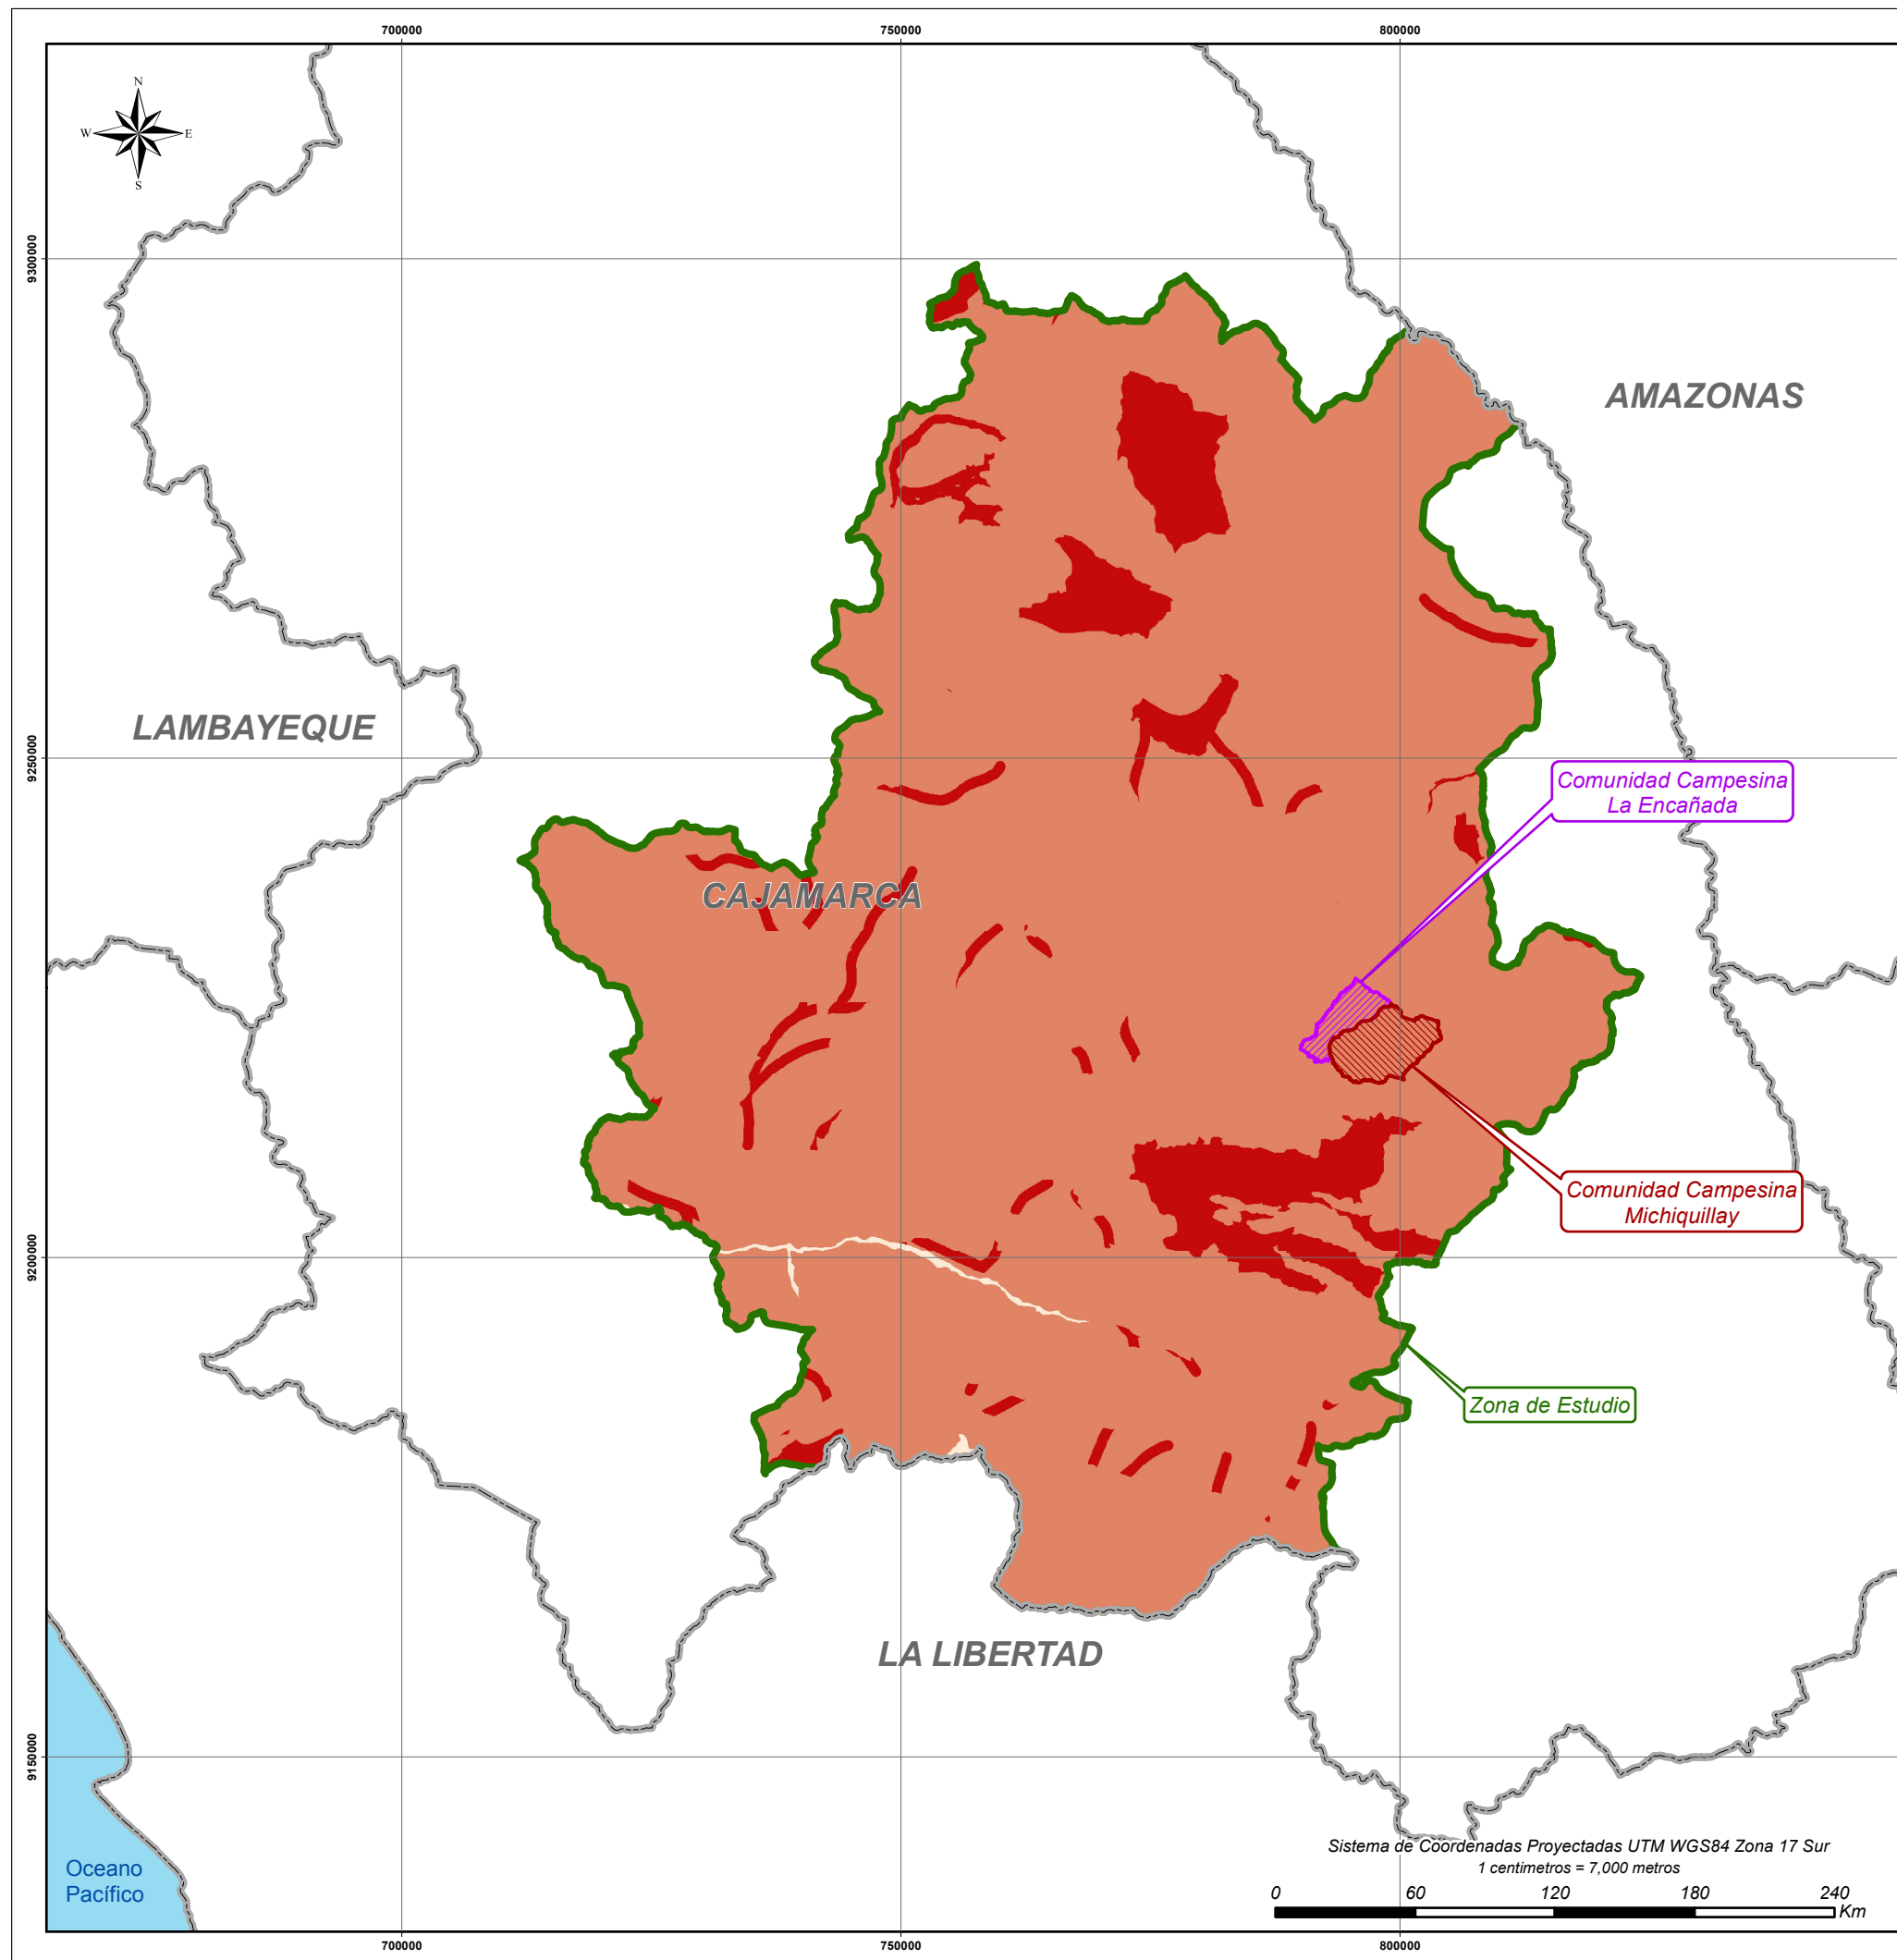 700000
750000
800000
N
W
E
S
9300000
AMAZONAS
LAMBAYEQUE
9250000
Comunidad Campesina
La Encañada
CAJAMARCA
Comunidad Campesina
Michiquillay
9200000
Zona de Estudio
LA LIBERTAD
9150000
Sistema de Coordenadas Proyectadas UTM WGS84 Zona 17 Sur
1 centimetros = 7,000 metros
Oceano
Pacífico
0
60
120
180
240
Km
700000
750000
800000